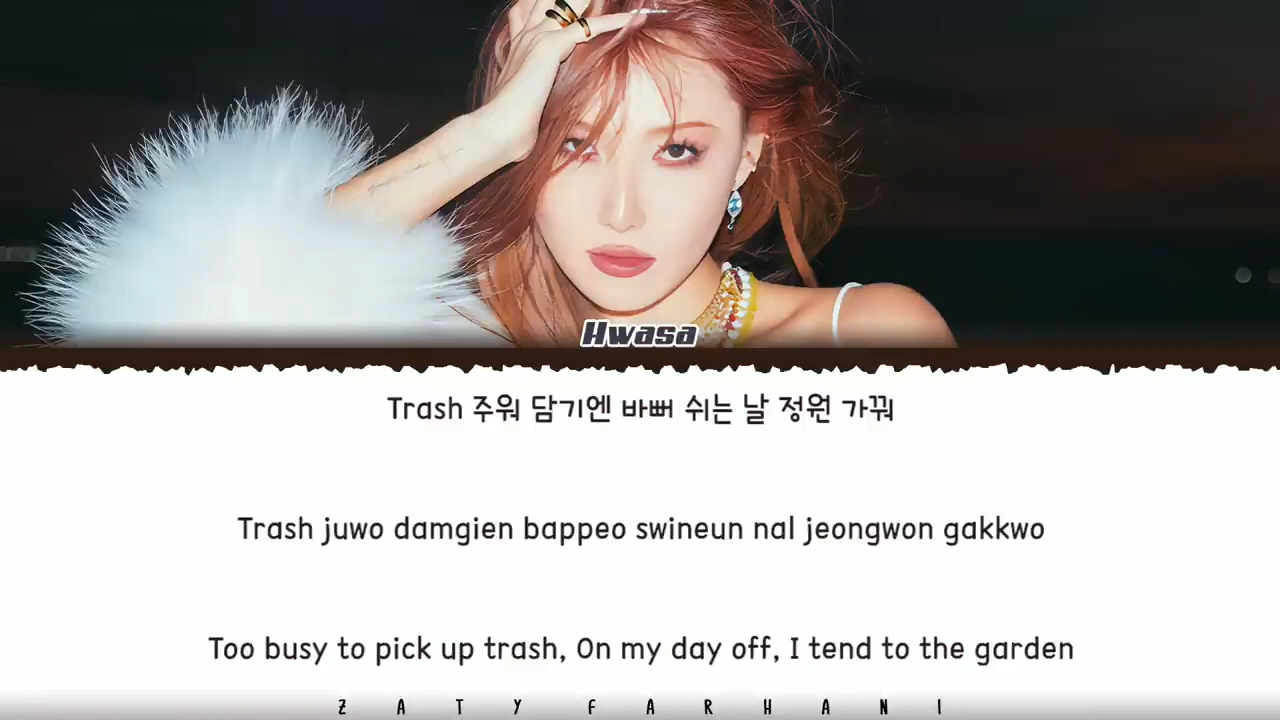 Hwasa
Trash 주워 담기엔 바뻐 쉬는 날 정원 가꿔
Trash juwo damgien bappeo swineun nal jeongwon gakkwo
Too busy to pick up trash, On my day off, I tend to the garden
ZATY FARHANI